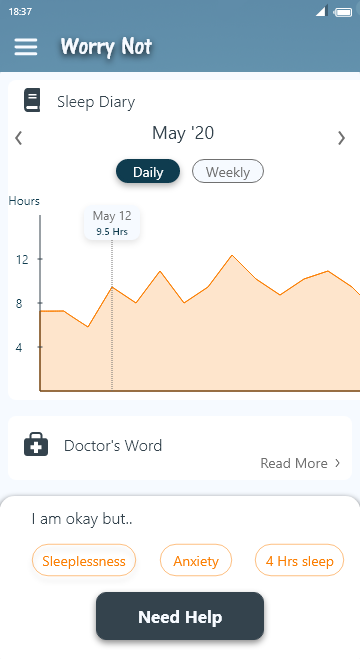 18:37
Worry Not
Sleep Diary
May '20
Daily Weekly
Hours
May 12
9.5 Hrs
12
8
4
Doctor's Word
Read More
I am okay but..
Sleeplessness Anxiety 4 Hrs sleep
Need Help